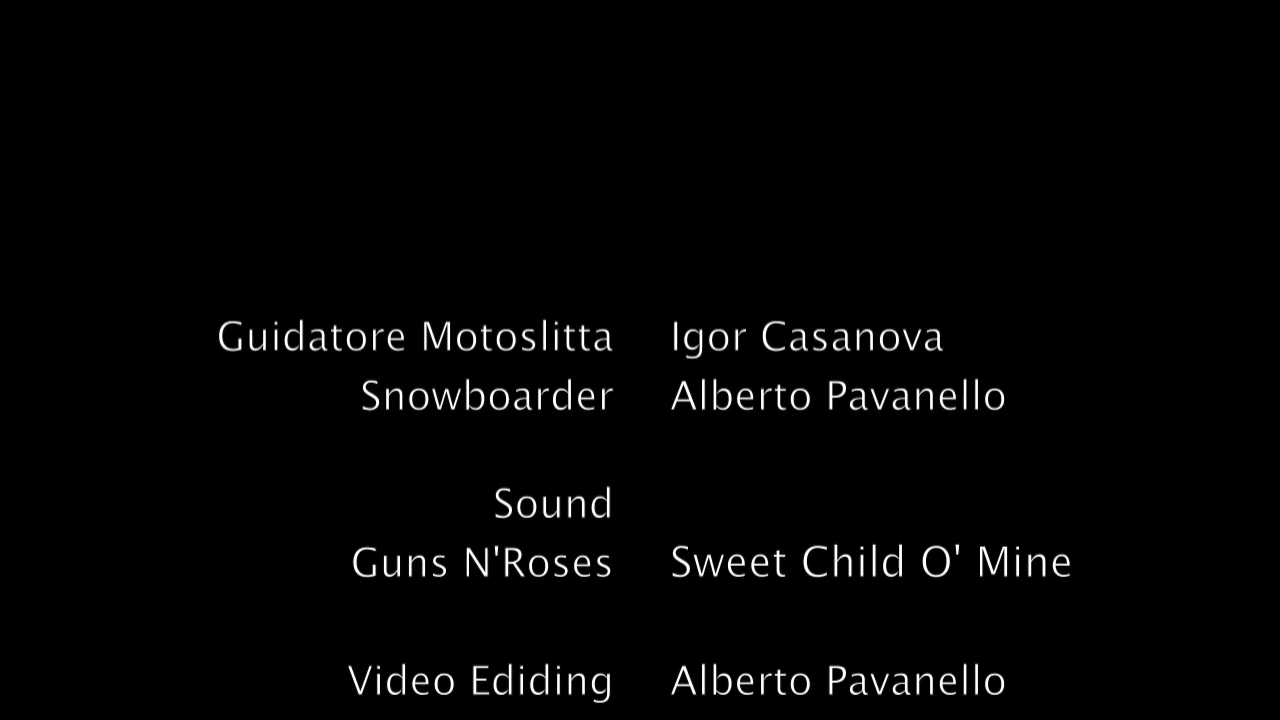 Guidatore Motoslitta Igor Casanova
Snowboarder Alberto Pavanello
Sound
Guns N'Roses Sweet Child O' Mine
Video Ediding Alberto Pavanello